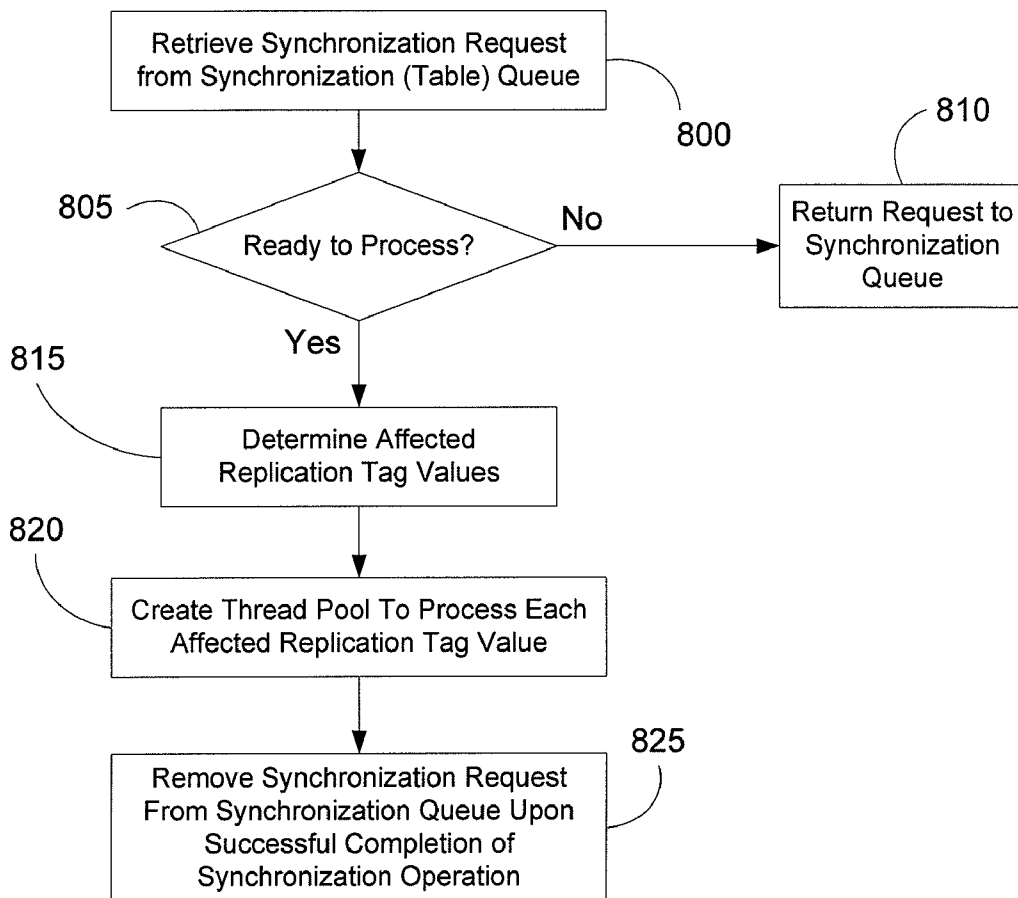 Retrieve Synchronization Request
from Synchronization (Table) Queue
800
810
805
Ready to Process?
No
Return Request to
Synchronization
Queue
Yes
815
Determine Affected
Replication Tag Values
820
Create Thread Pool To Process Each
Affected Replication Tag Value
825
Remove Synchronization Request
From Synchronization Queue Upon
Successful Completion of
Synchronization Operation